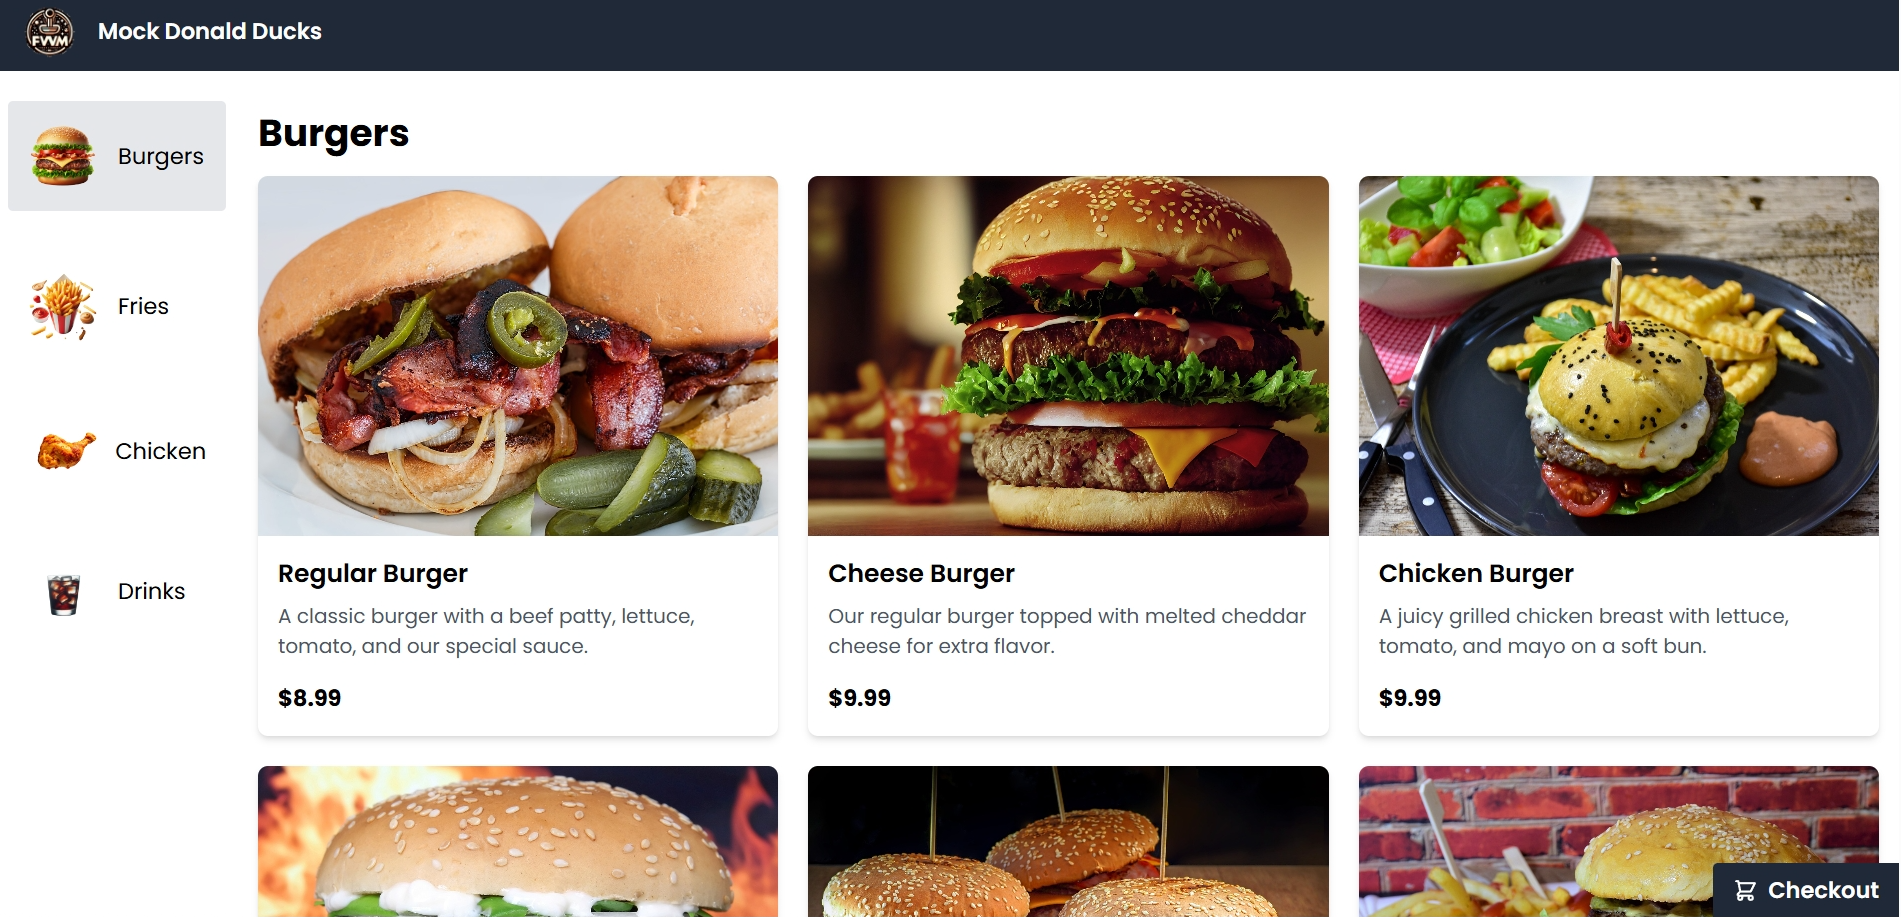 FVVM
Mock Donald Ducks
Burgers
Fries
Chicken
Drinks
Burgers
Regular Burger
A classic burger with a beef patty, lettuce,
tomato, and our special sauce.
$8.99
Cheese Burger
Our regular burger topped with melted cheddar
cheese for extra flavor.
$9.99
Chicken Burger
A juicy grilled chicken breast with lettuce,
tomato, and mayo on a soft bun.
$9.99
Checkout